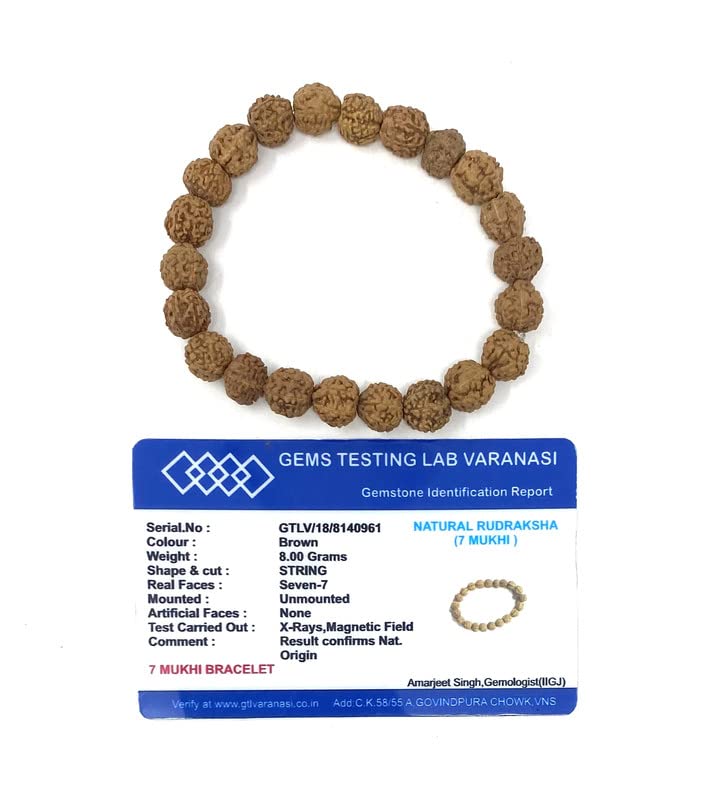 GEMS TESTING LAB VARANASI
Gemstone Identification Report
NATURAL RUDRAKSHA
(7 MUKHI )
Serial.No : GTLV/18/8140961
Colour : Brown
Weight : 8.00 Grams
Shape & cut : STRING
Real Faces : Seven-7
Mounted : Unmounted
Artificial Faces : None
Test Carried Out : X-Rays,Magnetic Field
Comment : Result confirms Nat.
Origin
7 MUKHI BRACELET
Amarjeet Singh,Gemologist(IIGJ)
Verify at www.gtlvaranasi.co.in Add:C.K.58/55 A,GOVINDPURA CHOWK,VNS